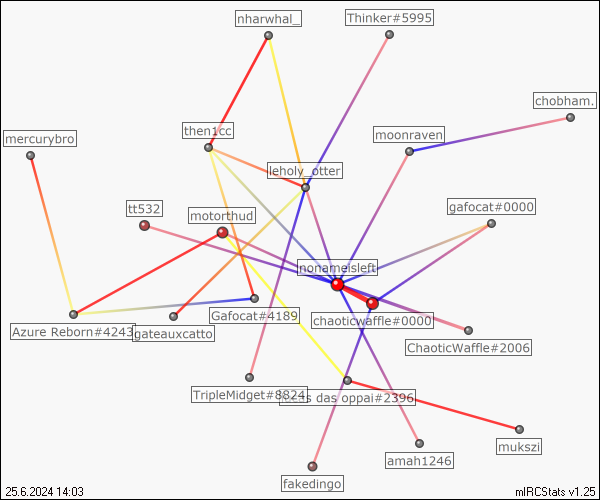 nharwhal_
Thinker#5995
chobham.
then1cc
moonraven
mercurybro
leholy_otter
tt532
gafocat#0000
motorthud
nonameisleft
Gafocat#4189
chaoticwaffle#0000
Azure Reborn#4243
gateauxcatto
ChaoticWaffle#2006
TripleMidget#8824
das oppai#2396
mukszi
amah1246
fakedingo
25.6.2024 14:03
mIRCStats v1.25